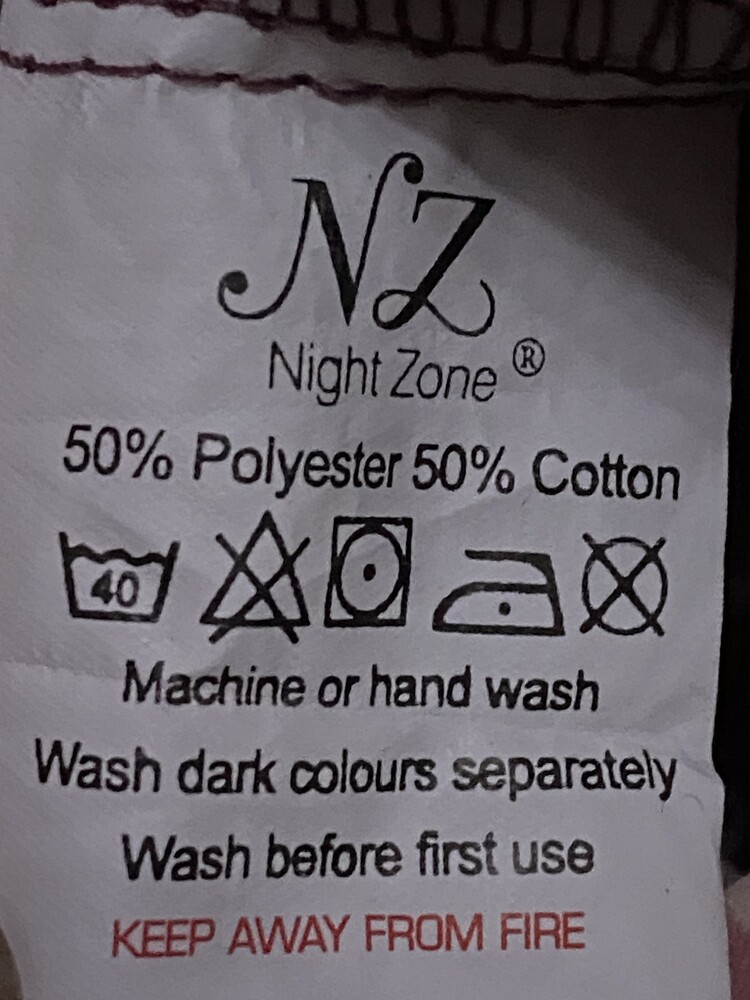 NZ
Night Zone ®
50% Polyester 50% Cotton
40
Machine or hand wash
Wash dark colours separately
Wash before first use
KEEP AWAY FROM FIRE